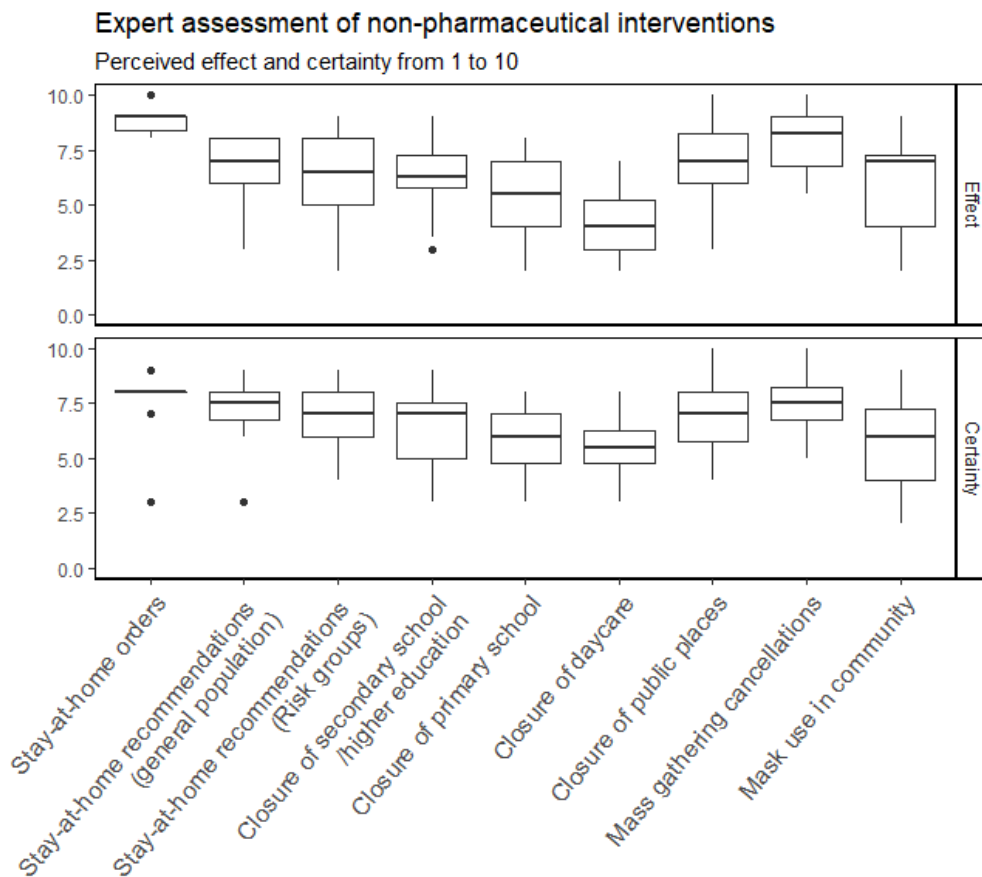 Expert assessment of non-pharmaceutical interventions
Perceived effect and certainty from 1 to 10
10.0
7.5
5.0
2.5
0.0
Effect
10.0
7.5
5.0
2.5
0.0
Certainty
Stay-at-home orders
Stay-at-home recommendations
(general population)
Stay-at-home recommendations
(Risk groups)
Closure of secondary school
/higher education
Closure of primary school
Closure of daycare
Closure of public places
Mass gathering cancellations
Mask use in community